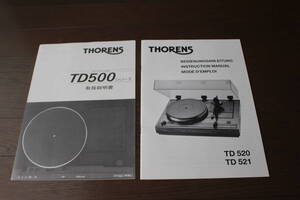 THORENS
TD500
取扱説明書
THORENS
BEDIENUNGSANLEITUNG
INSTRUCTION MANUAL
MODE D'EMPLOI
TD 520
TD 521